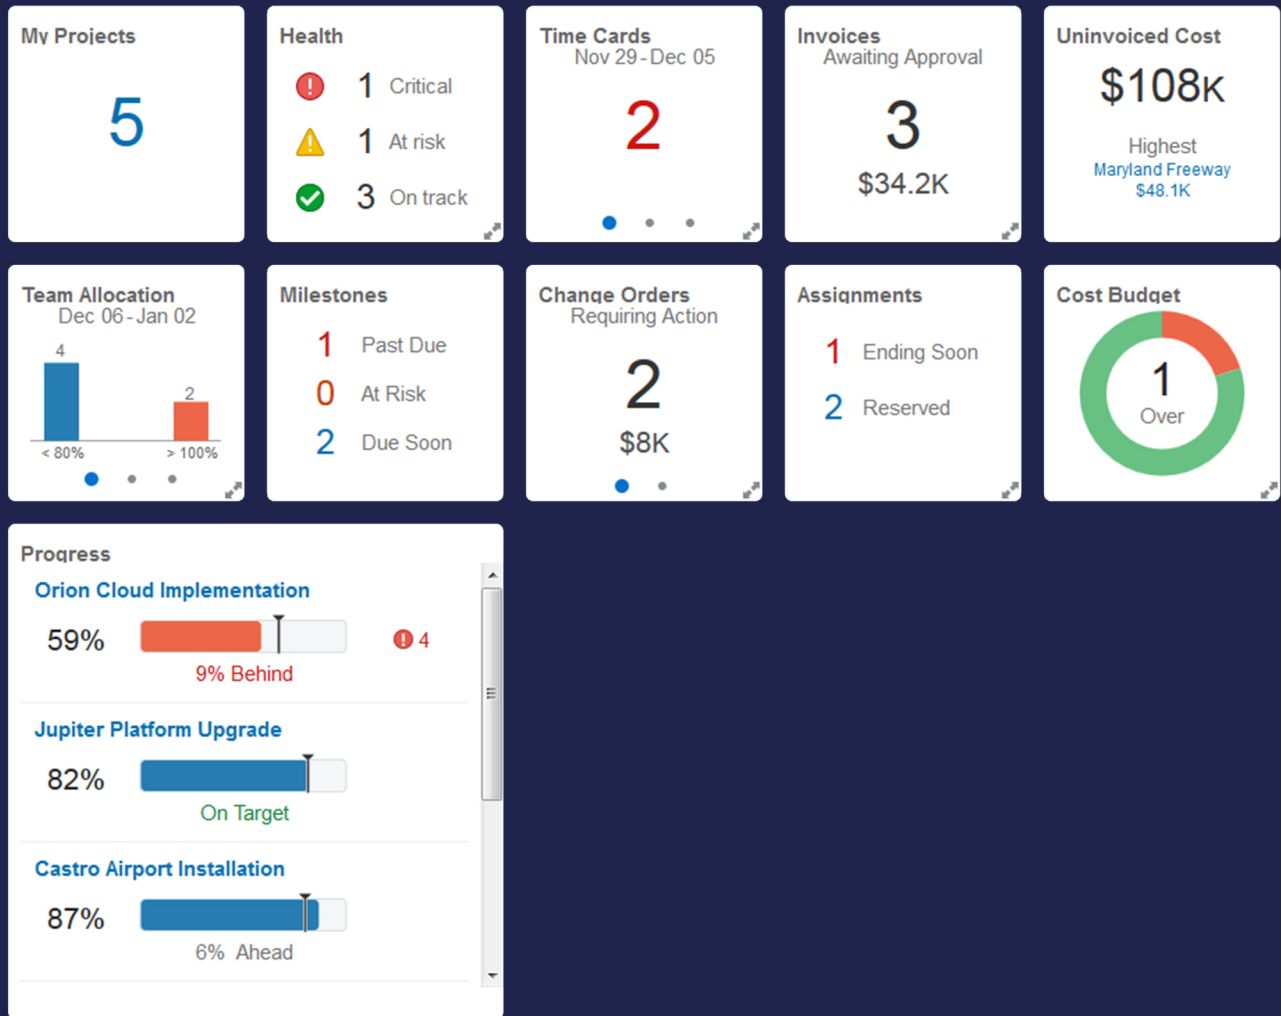 My Projects
5
Health
1 Critical
1 At risk
3 On track
Time Cards
Nov 29 - Dec 05
2
Invoices
Awaiting Approval
3
$34.2K
Uninvoiced Cost
$108K
Highest
Maryland Freeway
$48.1K
Team Allocation
Dec 06 - Jan 02
4
2
< 80%
> 100%
Milestones
1 Past Due
0 At Risk
2 Due Soon
Change Orders
Requiring Action
2
$8K
Assignments
1 Ending Soon
2 Reserved
Cost Budget
1
Over
Progress
Orion Cloud Implementation
59%
4
9% Behind
Jupiter Platform Upgrade
82%
On Target
Castro Airport Installation
87%
6% Ahead